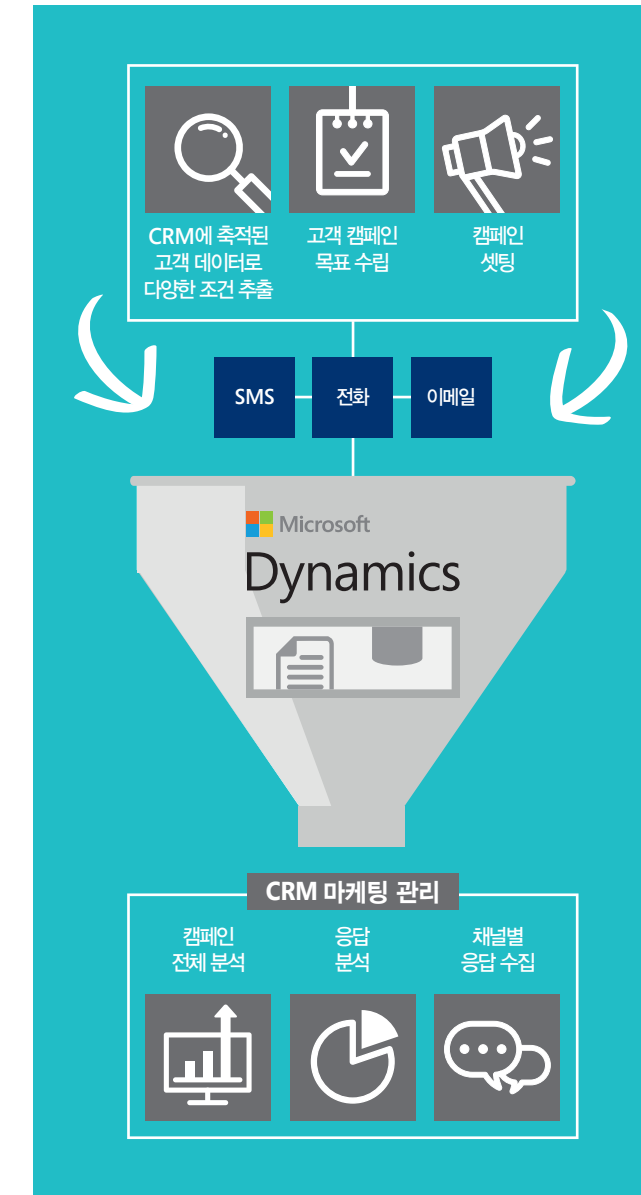 CRM에 축적된
고객 데이터로
다양한 조건 추출
고객 캠페인
목표 수립
캠페인
셋팅
SMS
전화
이메일
Microsoft
Dynamics
CRM 마케팅 관리
캠페인
전체 분석
응답
분석
채널별
응답 수집